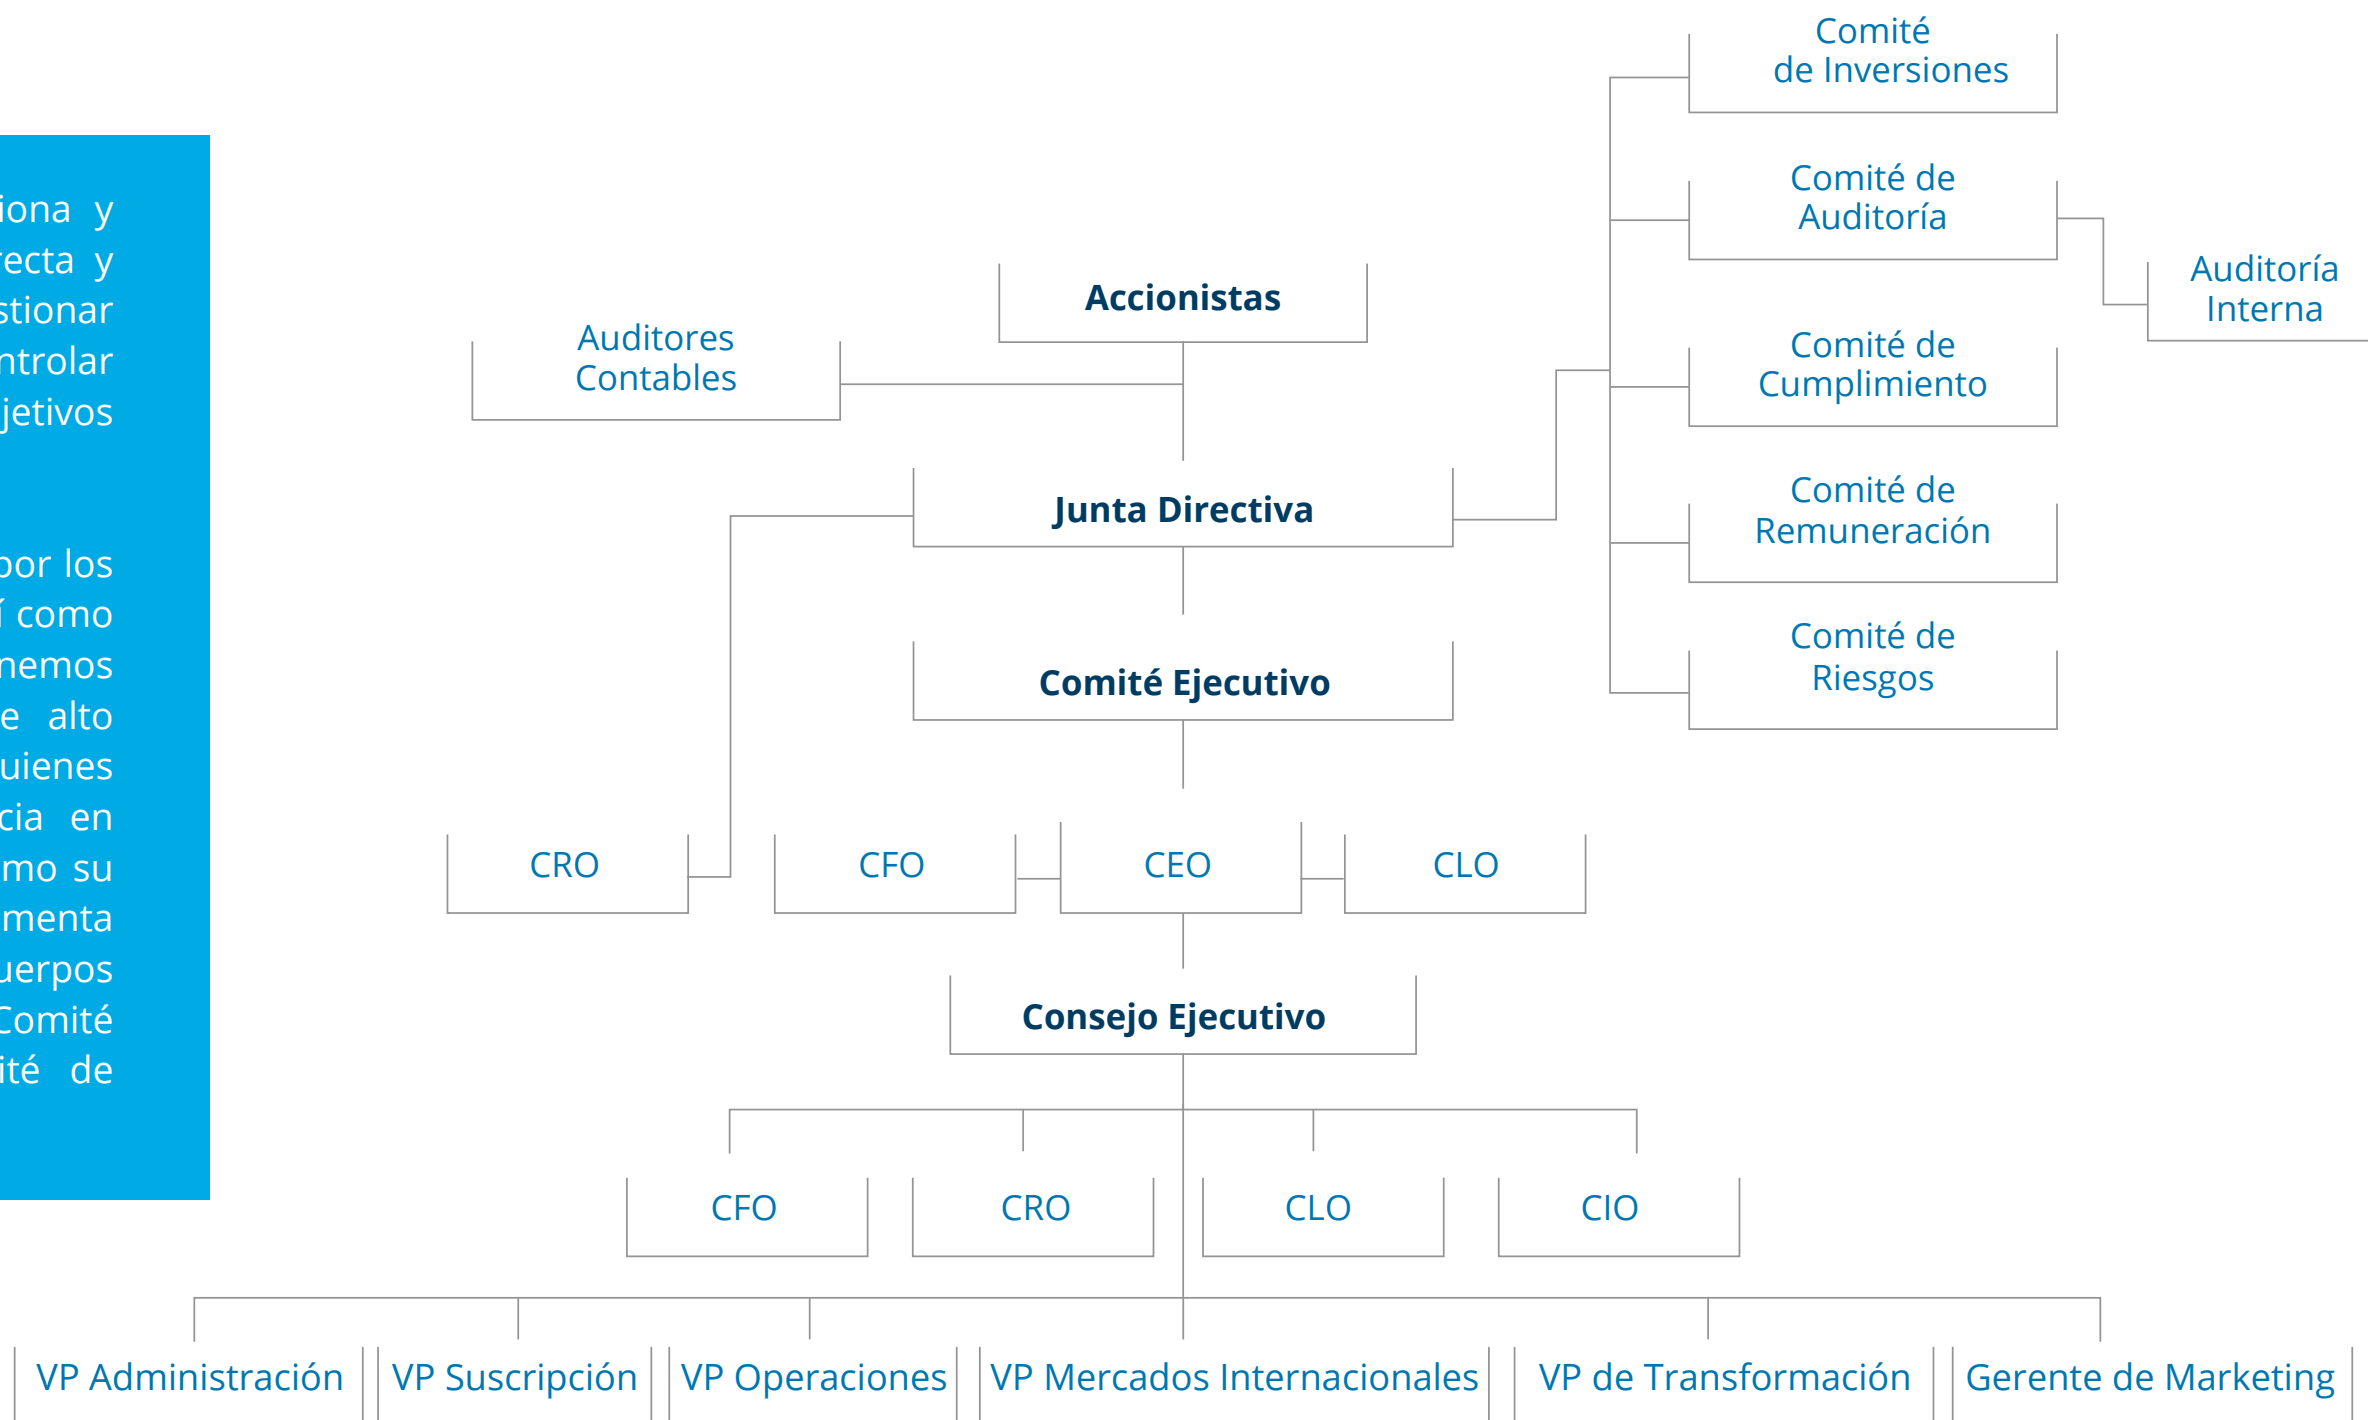 iona y
recta y
stionar
ntrolar
jetivos
por los
í como
nemos
e alto
uienes
cia en
mo su
menta
uerpos
Comité
ité de
Comité
de Inversiones
Comité de
Auditoría
Auditoría
Interna
Accionistas
Auditores
Contables
Comité de
Cumplimiento
Junta Directiva
Comité de
Remuneración
Comité Ejecutivo
Comité de
Riesgos
CRO
CFO
CEO
CLO
Consejo Ejecutivo
CFO
CRO
CLO
CIO
VP Administración
VP Suscripción
VP Operaciones
VP Mercados Internacionales
VP de Transformación
Gerente de Marketing